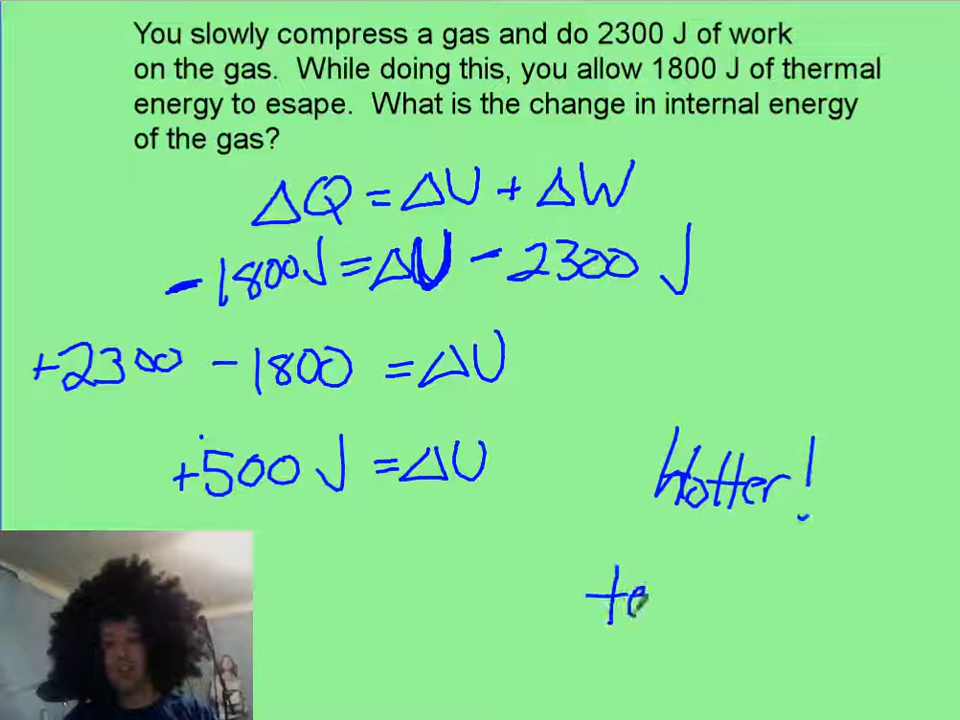 You slowly compress a gas and do 2300 J of work
on the gas. While doing this, you allow 1800 J of thermal
energy to esape. What is the change in internal energy
of the gas?
ΔQ = ΔU + ΔW
-1800J = ΔU - 2300 J
+2300 - 1800 = ΔU
+500 J = ΔU
Hotter!
te